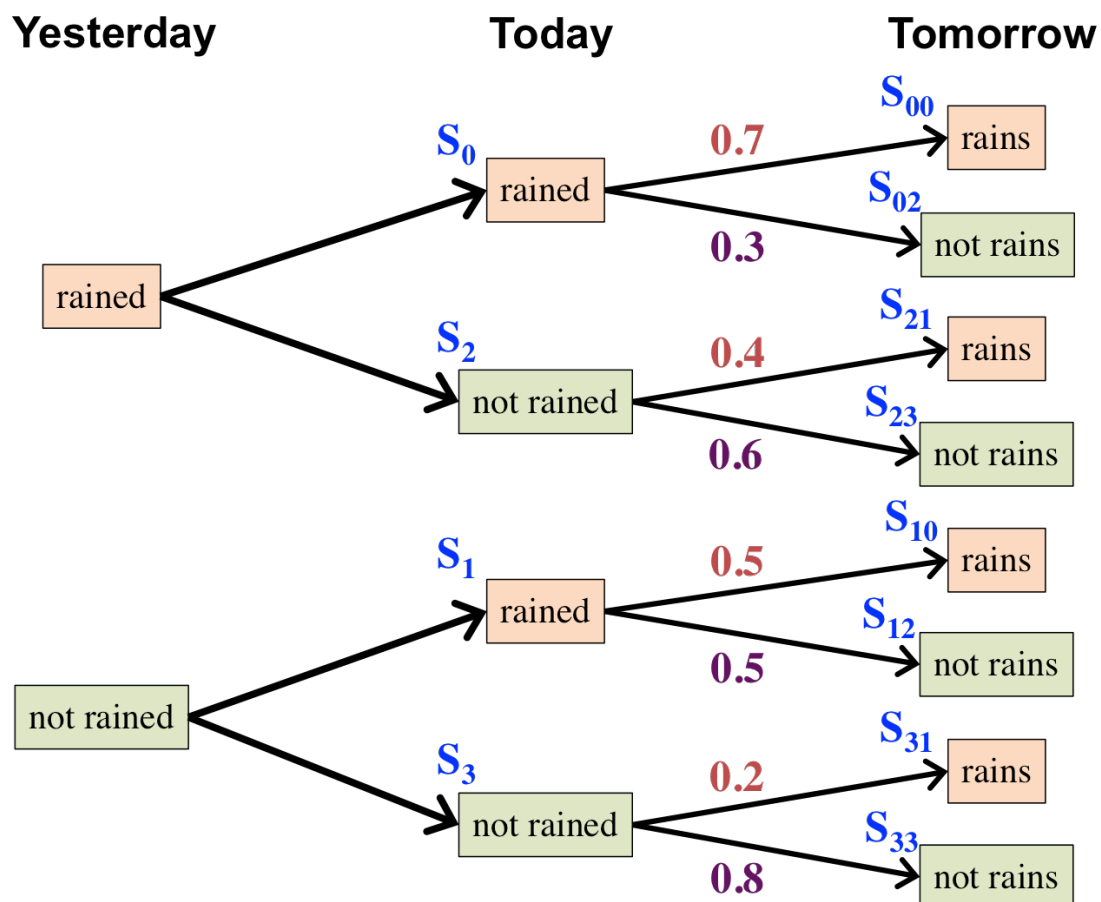 Yesterday Today Tomorrow
S00
S0 0.7 rains
rained S02
0.3 not rains
rained
S21
S2 0.4 rains
not rained S23
0.6 not rains
S10
S1 0.5 rains
rained S12
0.5 not rains
not rained
S31
S3 0.2 rains
not rained S33
0.8 not rains